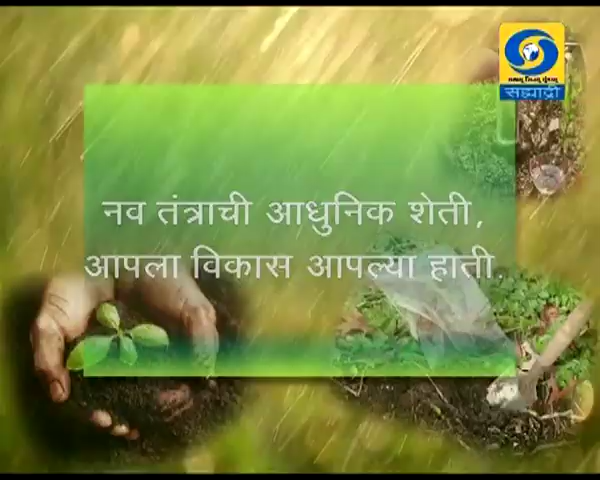 सह्याद्री
नव तंत्राची आधुनिक शेती,
आपला विकास आपल्या हाती.